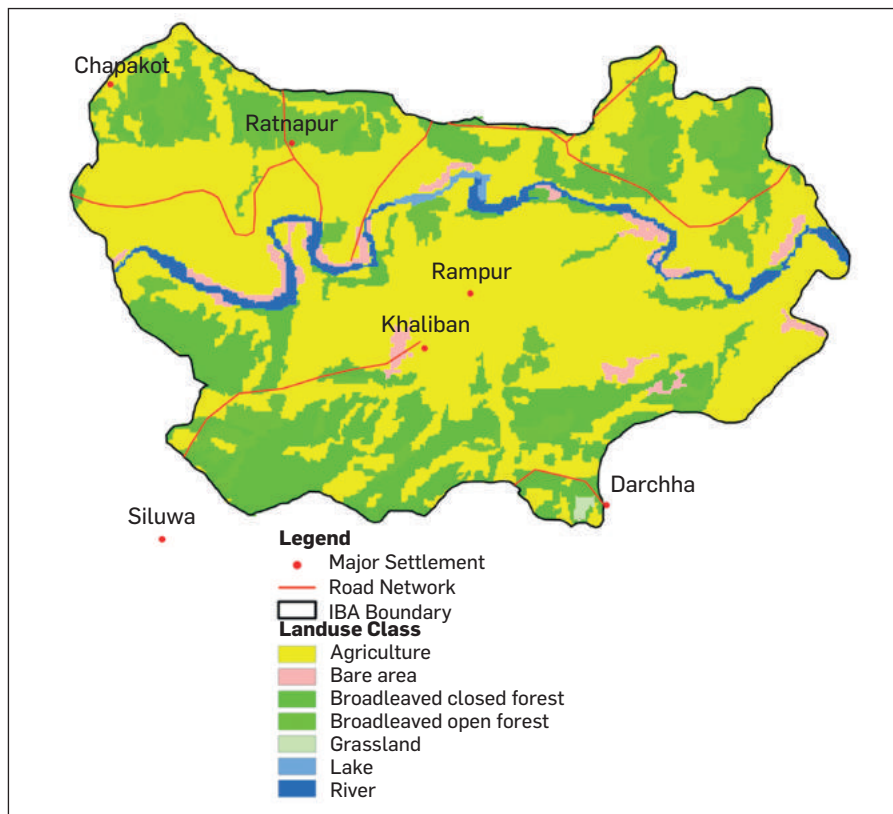 Chapakot
Ratnapur
Rampur
Khaliban
Darchha
Siluwa
Legend
Major Settlement
Road Network
IBA Boundary
Landuse Class
Agriculture
Bare area
Broadleaved closed forest
Broadleaved open forest
Grassland
Lake
River